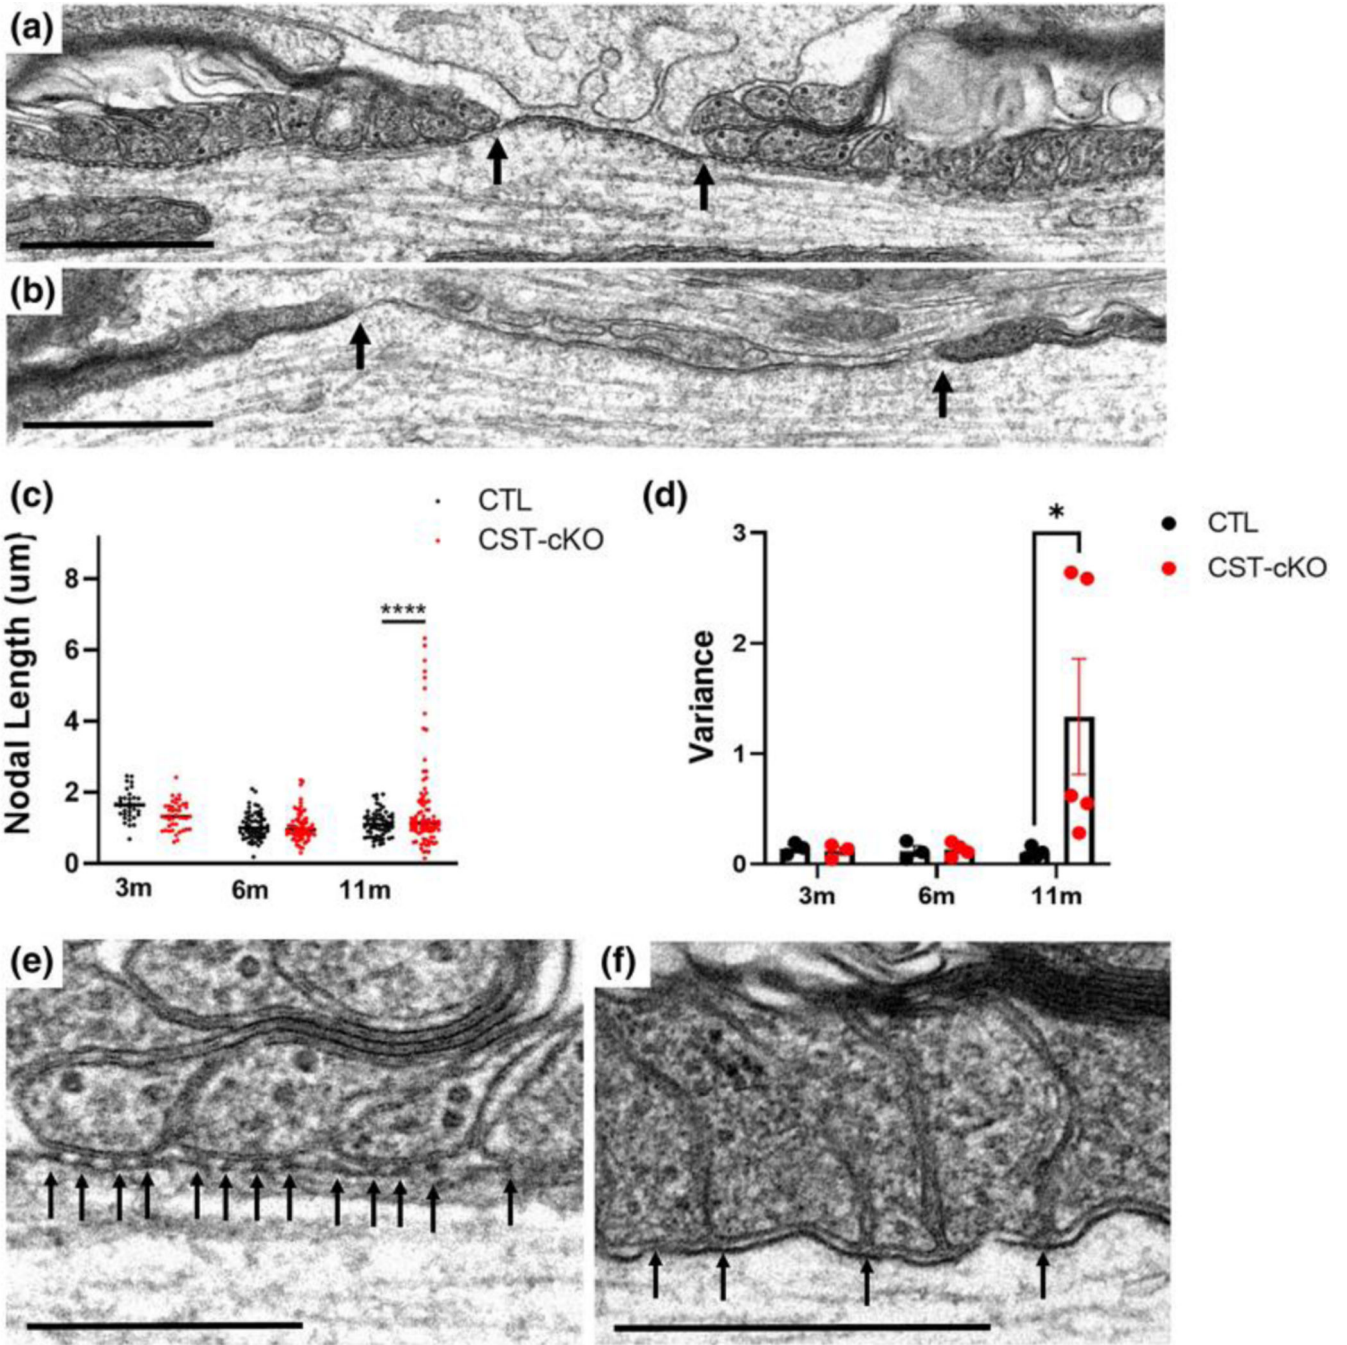 (a)
(b)
(c)
CTL
CST-cKO
Nodal Length (um)
8
6
4
2
0
****
3m
6m
11m
(d)
CTL
CST-cKO
Variance
3
2
1
0
*
3m
6m
11m
(e)
(f)